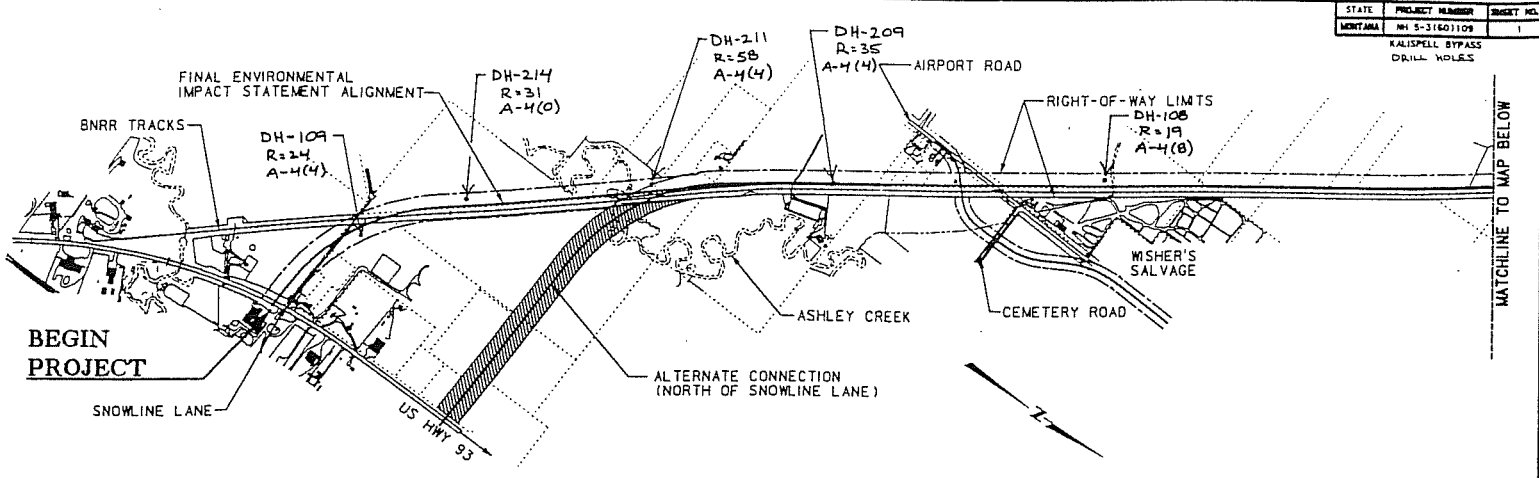 STATE PROJECT NUMBER SHEET NO.
MONTANA NH 5-3(60)109 1
KALISPELL BYPASS
DRILL HOLES
DH-211
R=58
A-4(4)
DH-209
R=35
A-4(4)
AIRPORT ROAD
FINAL ENVIRONMENTAL
IMPACT STATEMENT ALIGNMENT
DH-214
R=31
A-4(0)
RIGHT-OF-WAY LIMITS
DH-108
R=19
A-4(8)
BNRR TRACKS
DH-109
R=24
A-4(4)
MATCHLINE TO MAP BELOW
WISHER'S
SALVAGE
CEMETERY ROAD
ASHLEY CREEK
BEGIN
PROJECT
ALTERNATE CONNECTION
(NORTH OF SNOWLINE LANE)
SNOWLINE LANE
US HWY 93
Z